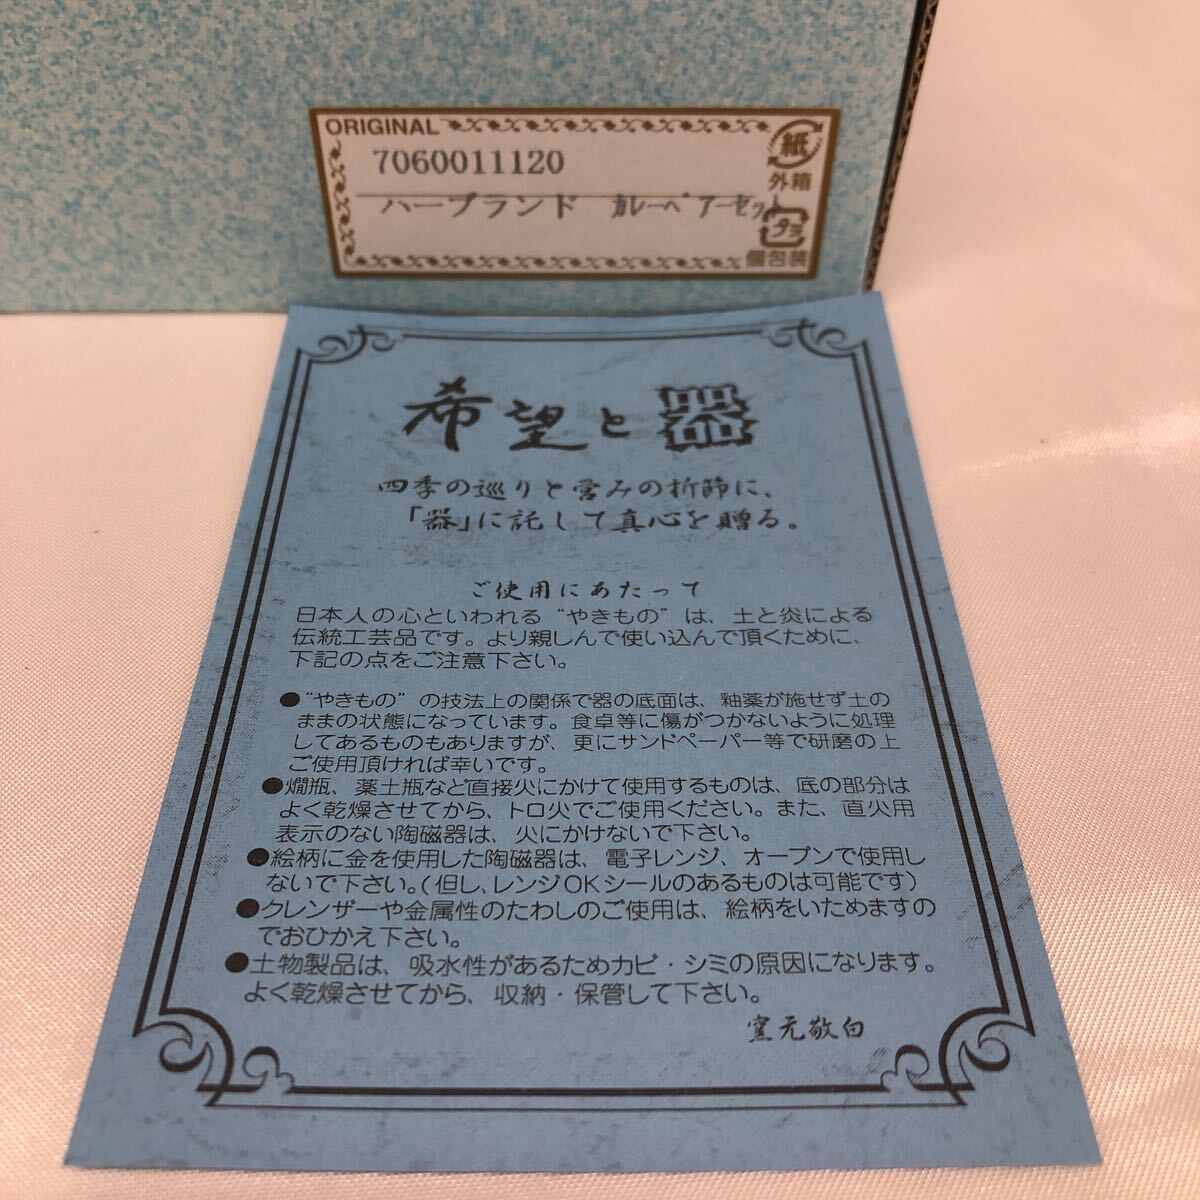 ORIGINAL
7060011120
ハーブランド カレーペアーセット
紙
外箱
ダミ
個包装
希望と器
四季の巡りと営みの折節に、
「器」に託して真心を贈る。
ご使用にあたって
日本人の心といわれる“やきもの”は、土と炎による
伝統工芸品です。より親しんで使い込んで頂くために、
下記の点をご注意下さい。
●“やきもの”の技法上の関係で器の底面は、釉薬が施せず土の
ままの状態になっています。食卓等に傷がつかないように処理
してあるものもありますが、更にサンドペーパー等で研磨の上
ご使用頂ければ幸いです。
●燗瓶、薬土瓶など直接火にかけて使用するものは、底の部分は
よく乾燥させてから、トロ火でご使用ください。また、直火用
表示のない陶磁器は、火にかけないで下さい。
●絵柄に金を使用した陶磁器は、電子レンジ、オーブンで使用し
ないで下さい。(但し、レンジOKシールのあるものは可能です)
●クレンザーや金属性のたわしのご使用は、絵柄をいためますの
でおひかえ下さい。
●土物製品は、吸水性があるためカビ・シミの原因になります。
よく乾燥させてから、収納・保管して下さい。
窯元敬白